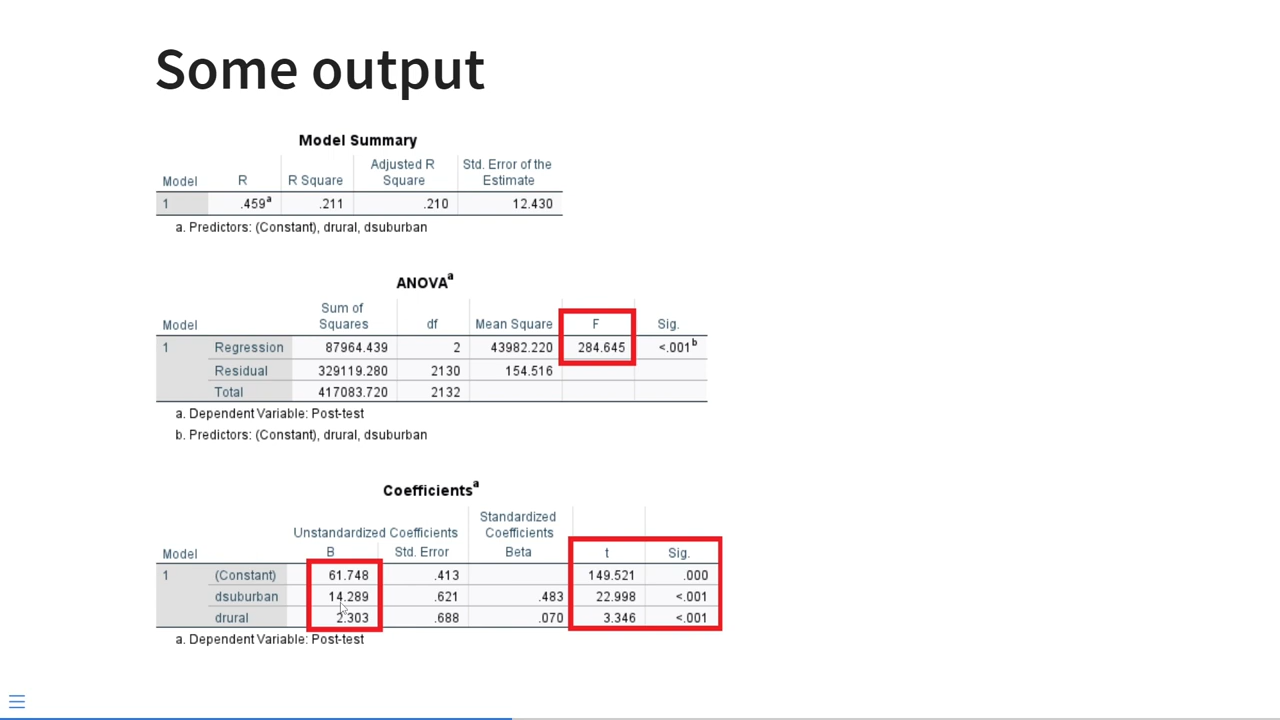 Some output
Model Summary
Model R R Square Adjusted R Square Std. Error of the Estimate
1 .459a .211 .210 12.430
a. Predictors: (Constant), drural, dsuburban
ANOVAa
Model Sum of Squares df Mean Square F Sig.
1 Regression 87964.439 2 43982.220 284.645 <.001b
Residual 329119.280 2130 154.516
Total 417083.720 2132
a. Dependent Variable: Post-test
b. Predictors: (Constant), drural, dsuburban
Coefficientsa
Unstandardized Coefficients Standardized Coefficients
Model B Std. Error Beta t Sig.
1 (Constant) 61.748 .413 149.521 .000
dsuburban 14.289 .621 .483 22.998 <.001
drural 2.303 .688 .070 3.346 <.001
a. Dependent Variable: Post-test